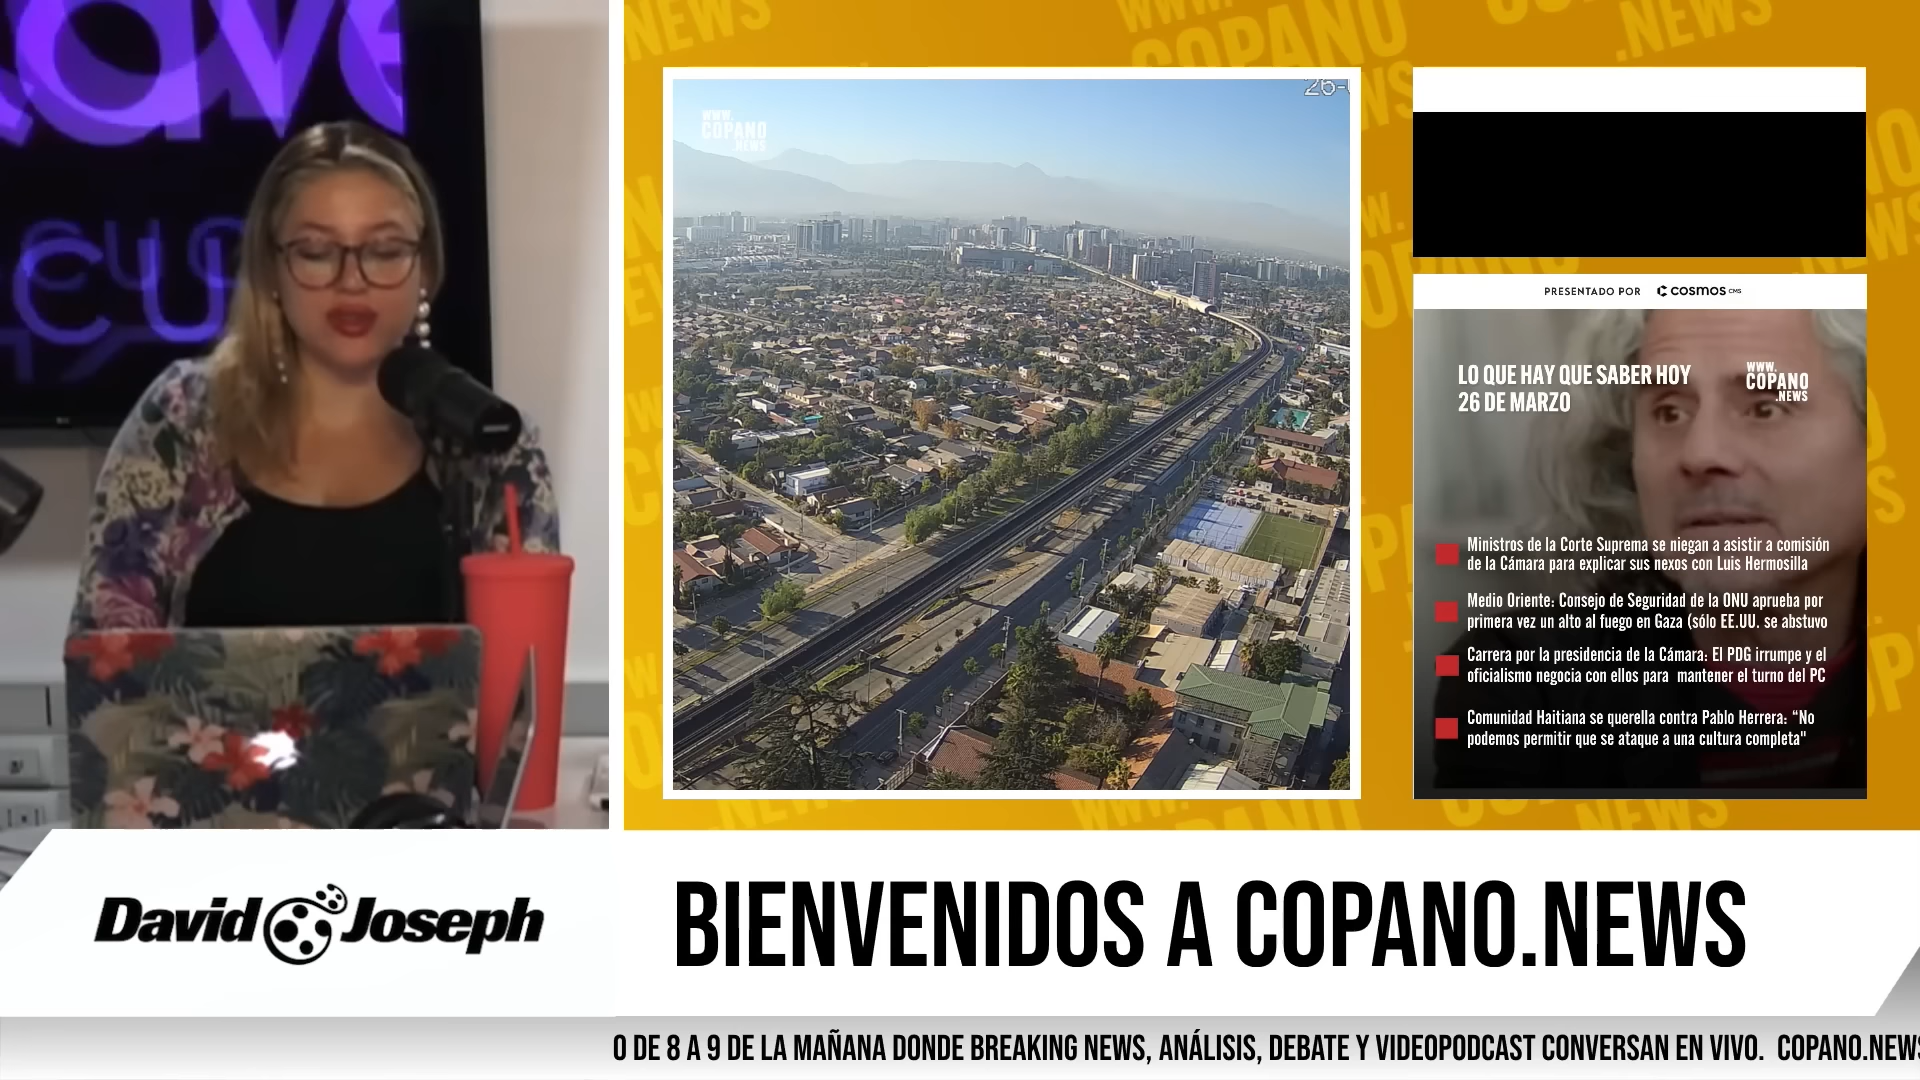 WWW.
COPANO
.NEWS
26-
PRESENTADO POR COSMOS CMS
LO QUE HAY QUE SABER HOY
26 DE MARZO
WWW.
COPANO
.NEWS
Ministros de la Corte Suprema se niegan a asistir a comisión
de la Cámara para explicar sus nexos con Luis Hermosilla
Medio Oriente: Consejo de Seguridad de la ONU aprueba por
primera vez un alto al fuego en Gaza (sólo EE.UU. se abstuvo
Carrera por la presidencia de la Cámara: El PDG irrumpe y el
oficialismo negocia con ellos para mantener el turno del PC
Comunidad Haitiana se querella contra Pablo Herrera: “No
podemos permitir que se ataque a una cultura completa"
David Joseph
BIENVENIDOS A COPANO.NEWS
O DE 8 A 9 DE LA MAÑANA DONDE BREAKING NEWS, ANÁLISIS, DEBATE Y VIDEOPODCAST CONVERSAN EN VIVO. COPANO.NEWS